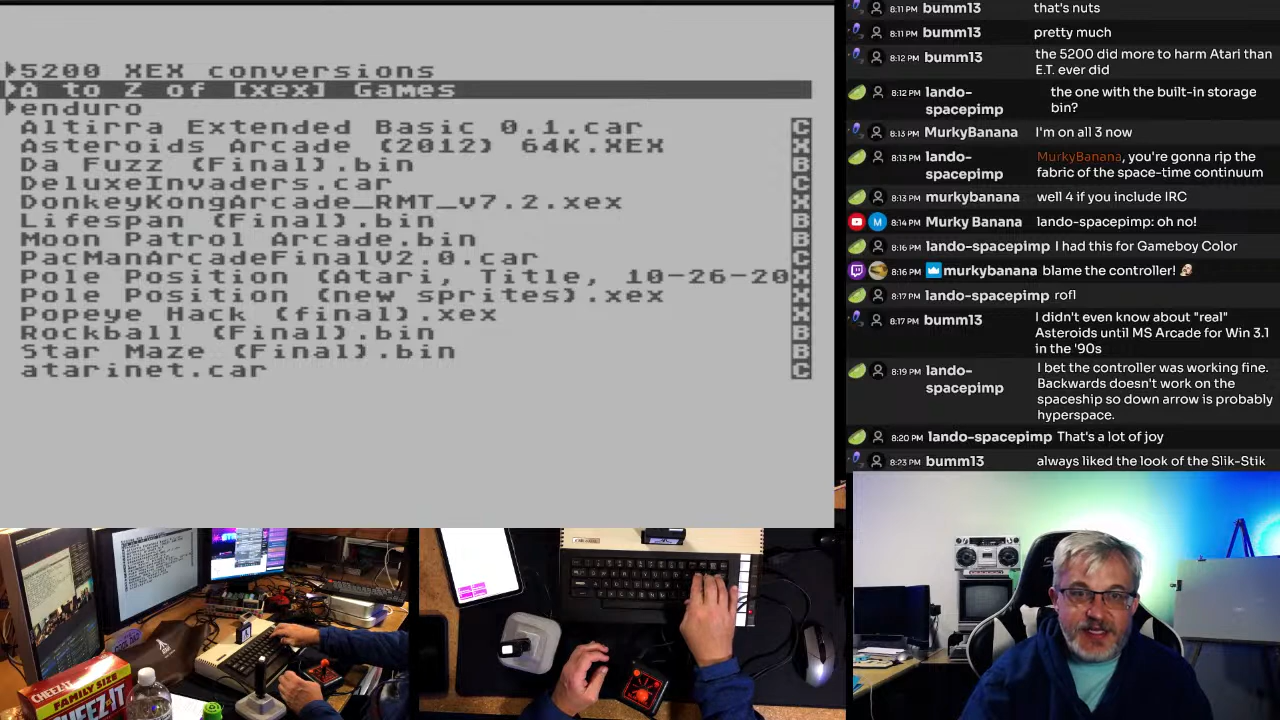 5200 XEX conversions
A to Z of [xex] Games
enduro
Altirra Extended Basic 0.1.car C
Asteroids Arcade (2012) 64K.XEX X
Da Fuzz (Final).bin B
DeluxeInvaders.car C
DonkeyKongArcade_RMT_v7.2.xex X
Lifespan (Final).bin B
Moon Patrol Arcade.bin B
PacManArcadeFinalV2.0.car C
Pole Position (Atari, Title, 10-26-20 X
Pole Position (new sprites).xex X
Popeye Hack (final).xex X
Rockball (Final).bin B
Star Maze (Final).bin B
atarinet.car C
8:11 PM bumm13 that's nuts
8:11 PM bumm13 pretty much
8:12 PM bumm13 the 5200 did more to harm Atari than
E.T. ever did
8:12 PM lando-spacepimp the one with the built-in storage
bin?
8:13 PM MurkyBanana I'm on all 3 now
8:13 PM lando-spacepimp MurkyBanana, you're gonna rip the
fabric of the space-time continuum
8:13 PM murkybanana well 4 if you include IRC
M 8:14 PM Murky Banana lando-spacepimp: oh no!
8:16 PM lando-spacepimp I had this for Gameboy Color
8:16 PM murkybanana blame the controller!
8:17 PM lando-spacepimp rofl
8:17 PM bumm13 I didn't even know about "real"
Asteroids until MS Arcade for Win 3.1
in the '90s
8:19 PM lando-spacepimp I bet the controller was working fine.
Backwards doesn't work on the
spaceship so down arrow is probably
hyperspace.
8:20 PM lando-spacepimp That's a lot of joy
8:23 PM bumm13 always liked the look of the Slik-Stik
CHEEZ-IT
FAMILY SIZE
CHEEZ-IT